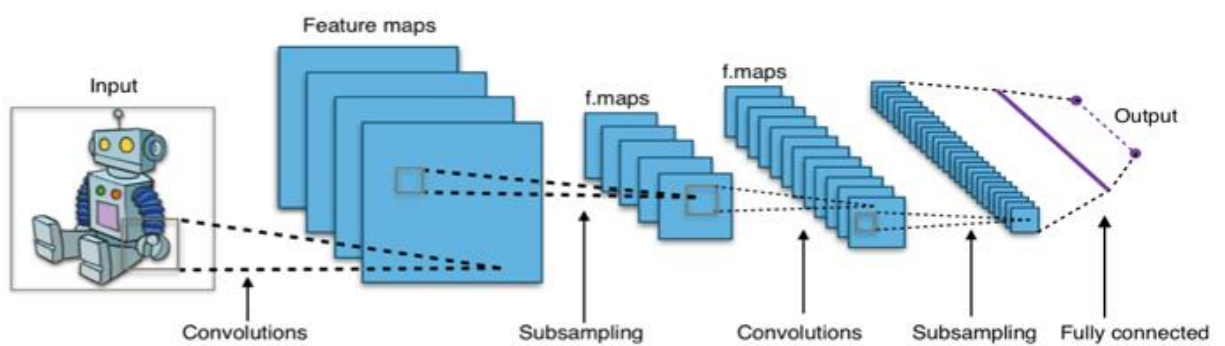 Feature maps
Input
f.maps
f.maps
Output
Convolutions
Subsampling
Convolutions
Subsampling
Fully connected